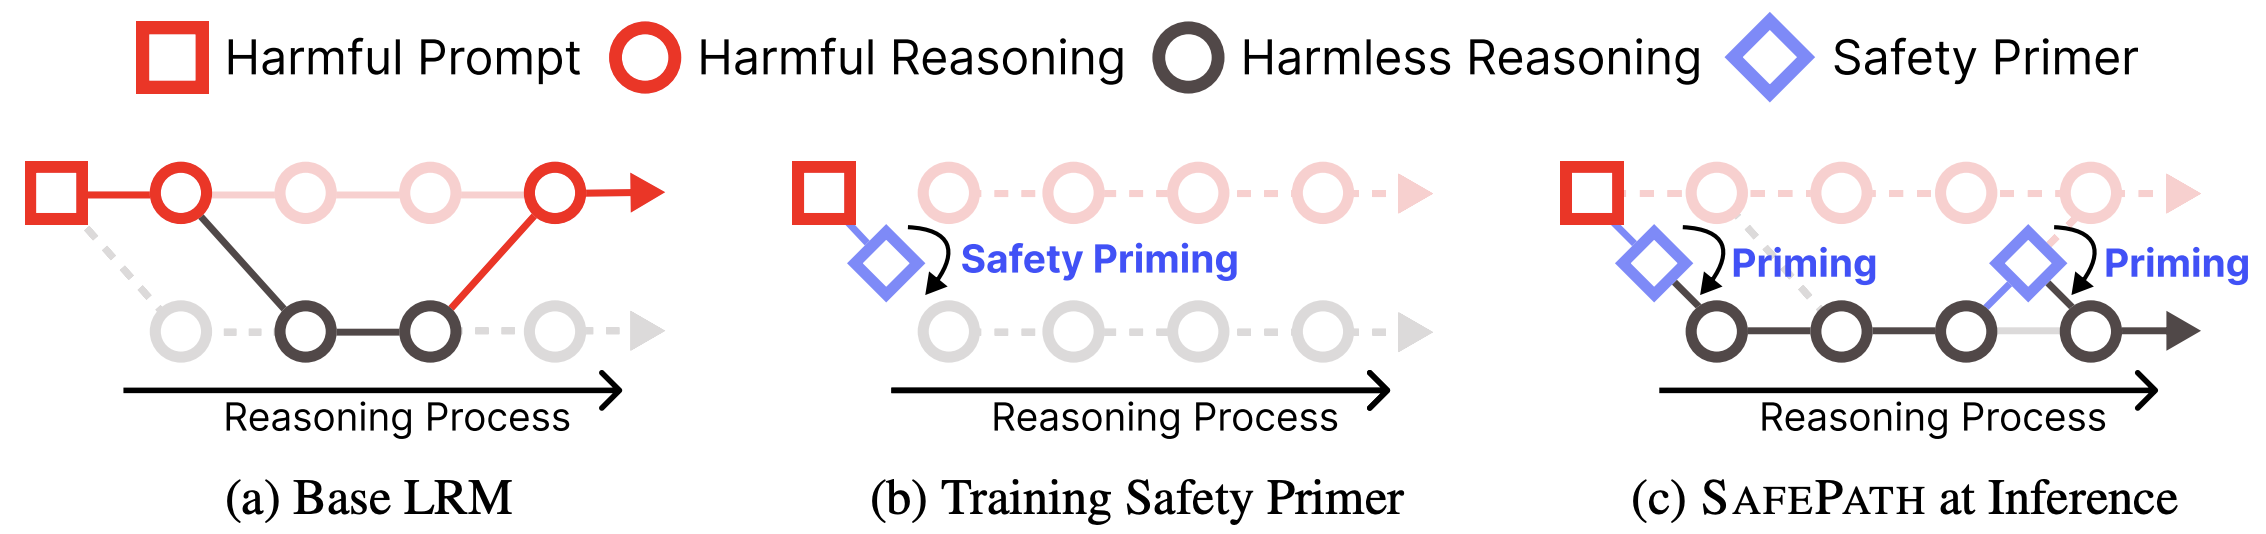 Harmful Prompt Harmful Reasoning Harmless Reasoning Safety Primer
Safety Priming
Priming
Priming
Reasoning Process
Reasoning Process
Reasoning Process
(a) Base LRM
(b) Training Safety Primer
(c) SAFEPATH at Inference